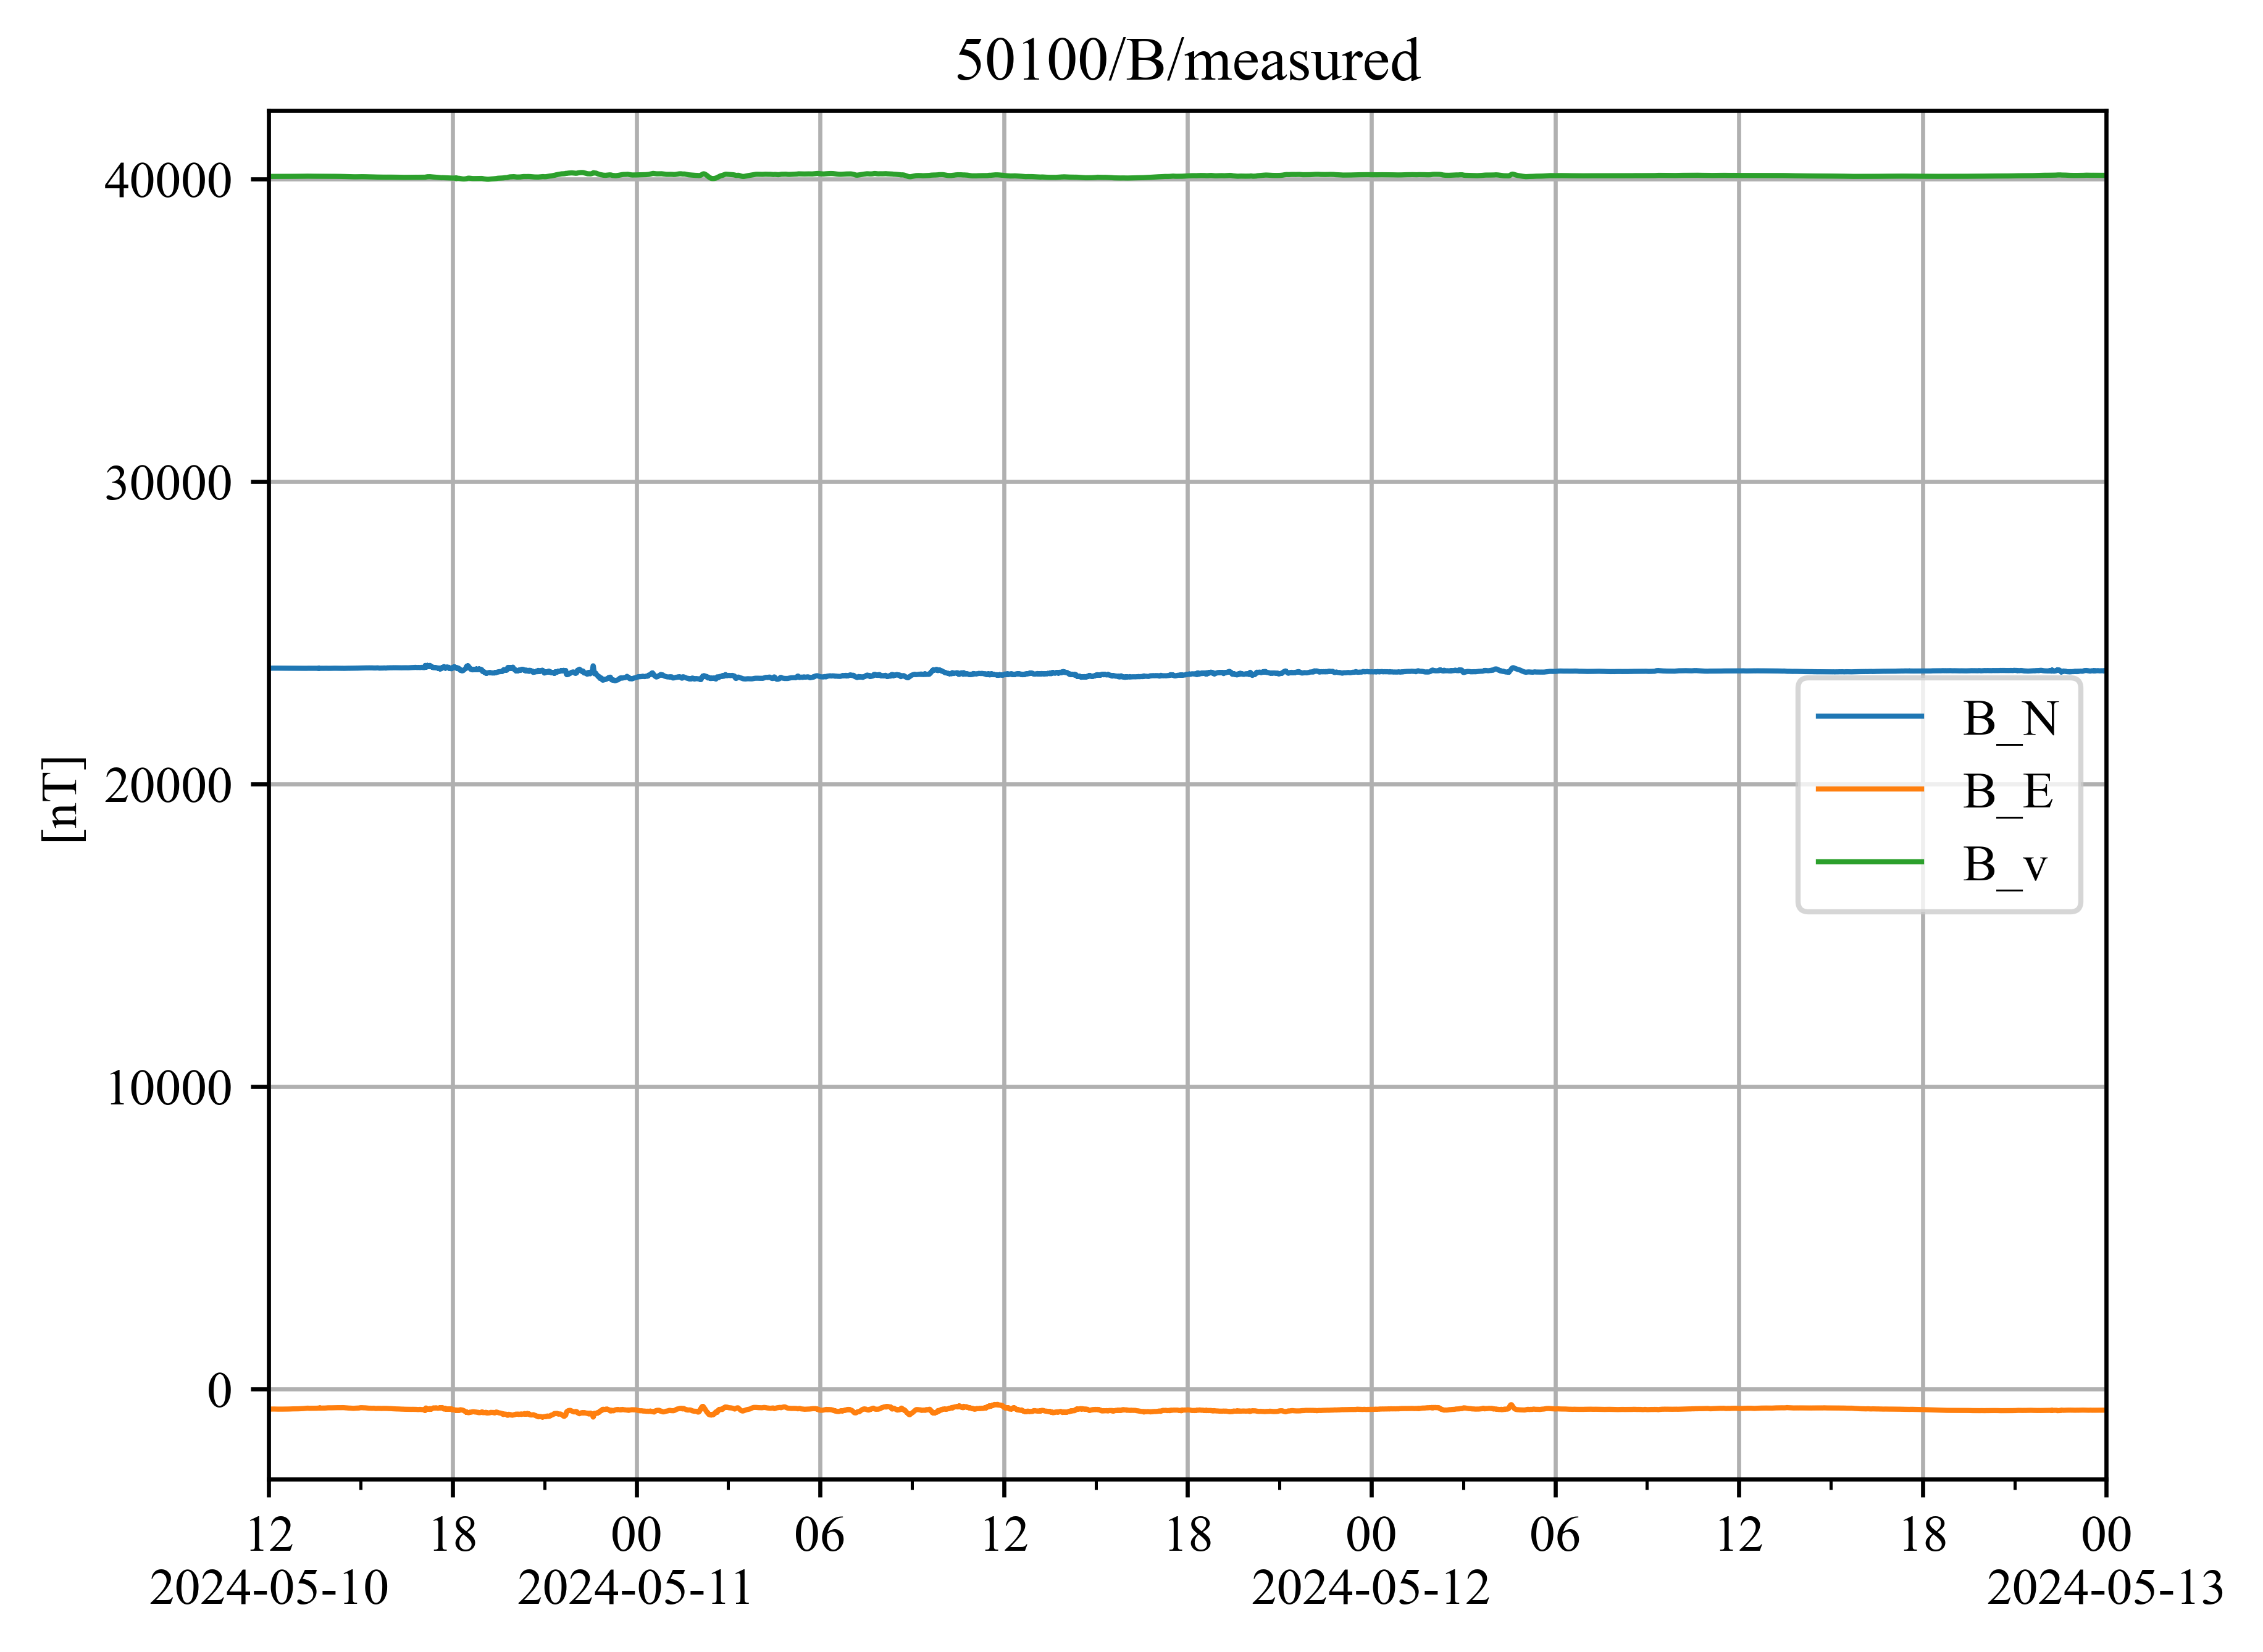 50100/B/measured
40000
30000
20000
10000
0
[nT]
B_N
B_E
B_v
12 18 00 06 12 18 00 06 12 18 00
2024-05-10 2024-05-11 2024-05-12 2024-05-13